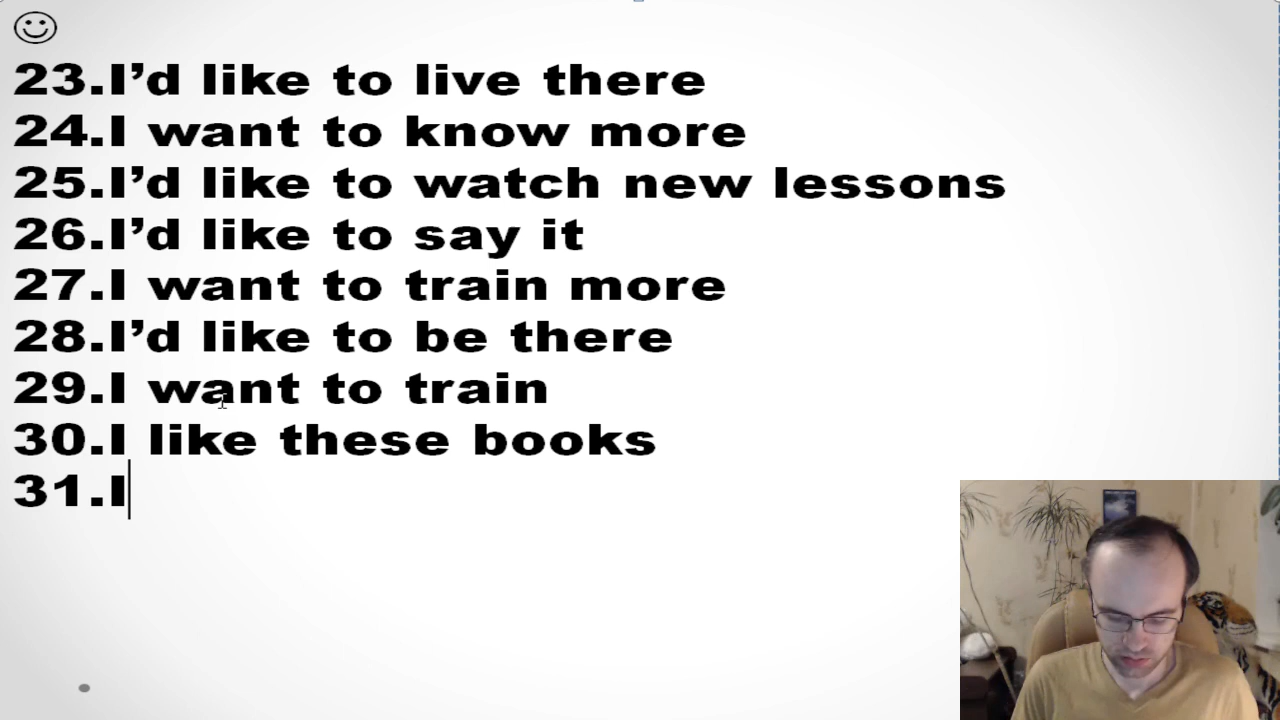 23.I’d like to live there
24.I want to know more
25.I’d like to watch new lessons
26.I’d like to say it
27.I want to train more
28.I’d like to be there
29.I want to train
30.I like these books
31.I